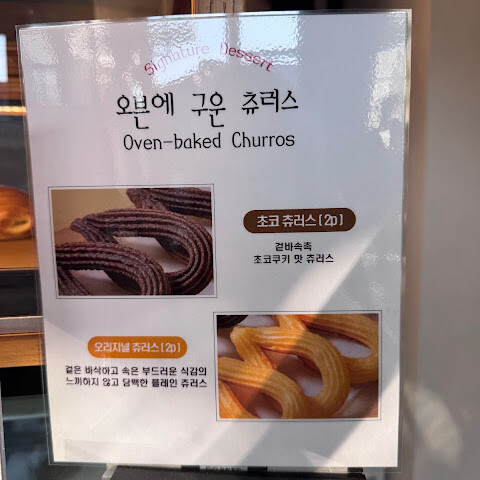 Signature Dessert
오븐에 구운 츄러스
Oven-baked Churros
초코 츄러스 [2p]
겉바속촉
초코쿠키 맛 츄러스
오리지널 츄러스 [2p]
겉은 바삭하고 속은 부드러운 식감의
느끼하지 않고 담백한 플레인 츄러스